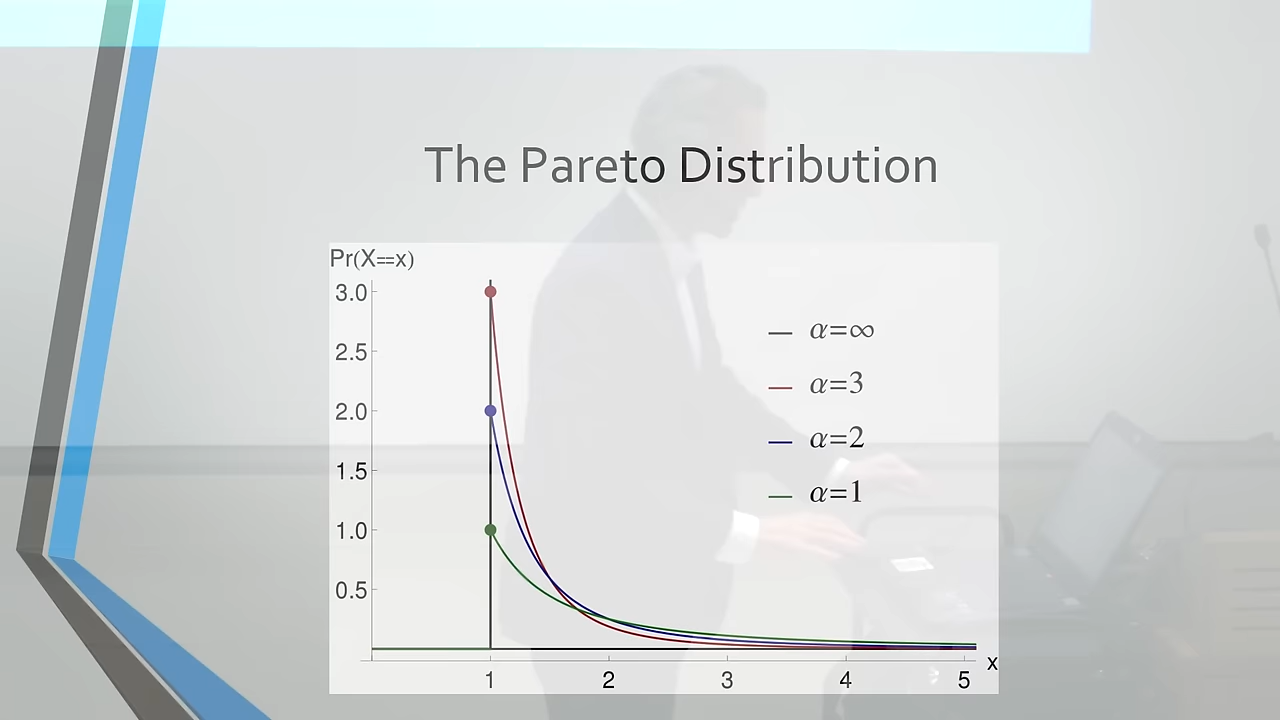 The Pareto Distribution
Pr(X==x)
3.0
2.5
2.0
1.5
1.0
0.5
α=∞
α=3
α=2
α=1
1 2 3 4 5
x